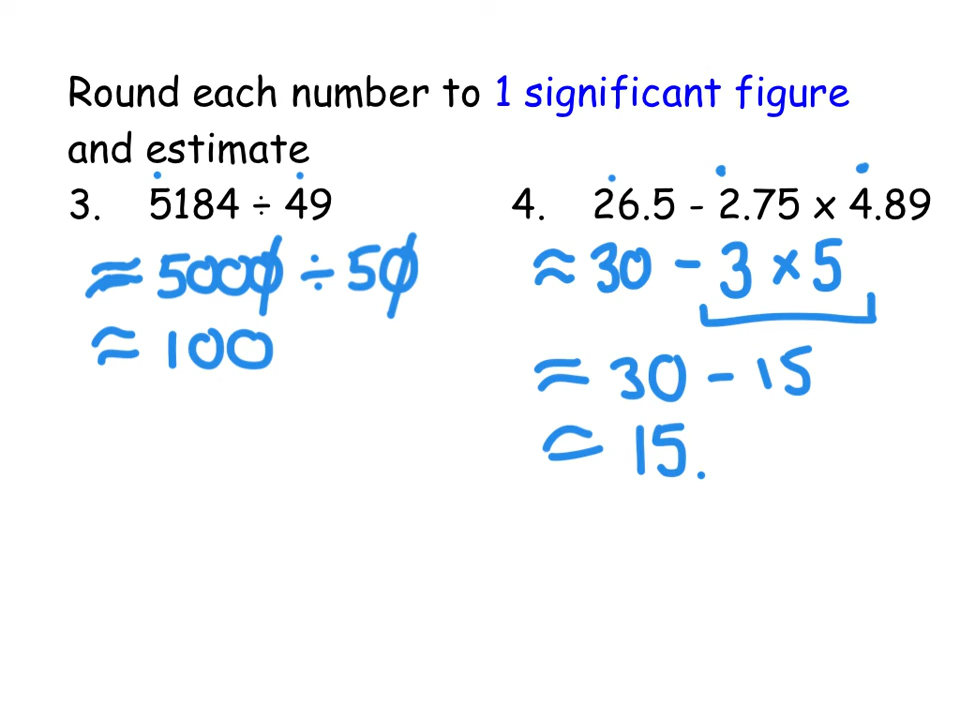 Round each number to 1 significant figure
and estimate
3. 5184 ÷ 49
≈ 5000 ÷ 50
≈ 100
4. 26.5 - 2.75 x 4.89
≈ 30 - 3 × 5
≈ 30 - 15
= 15.